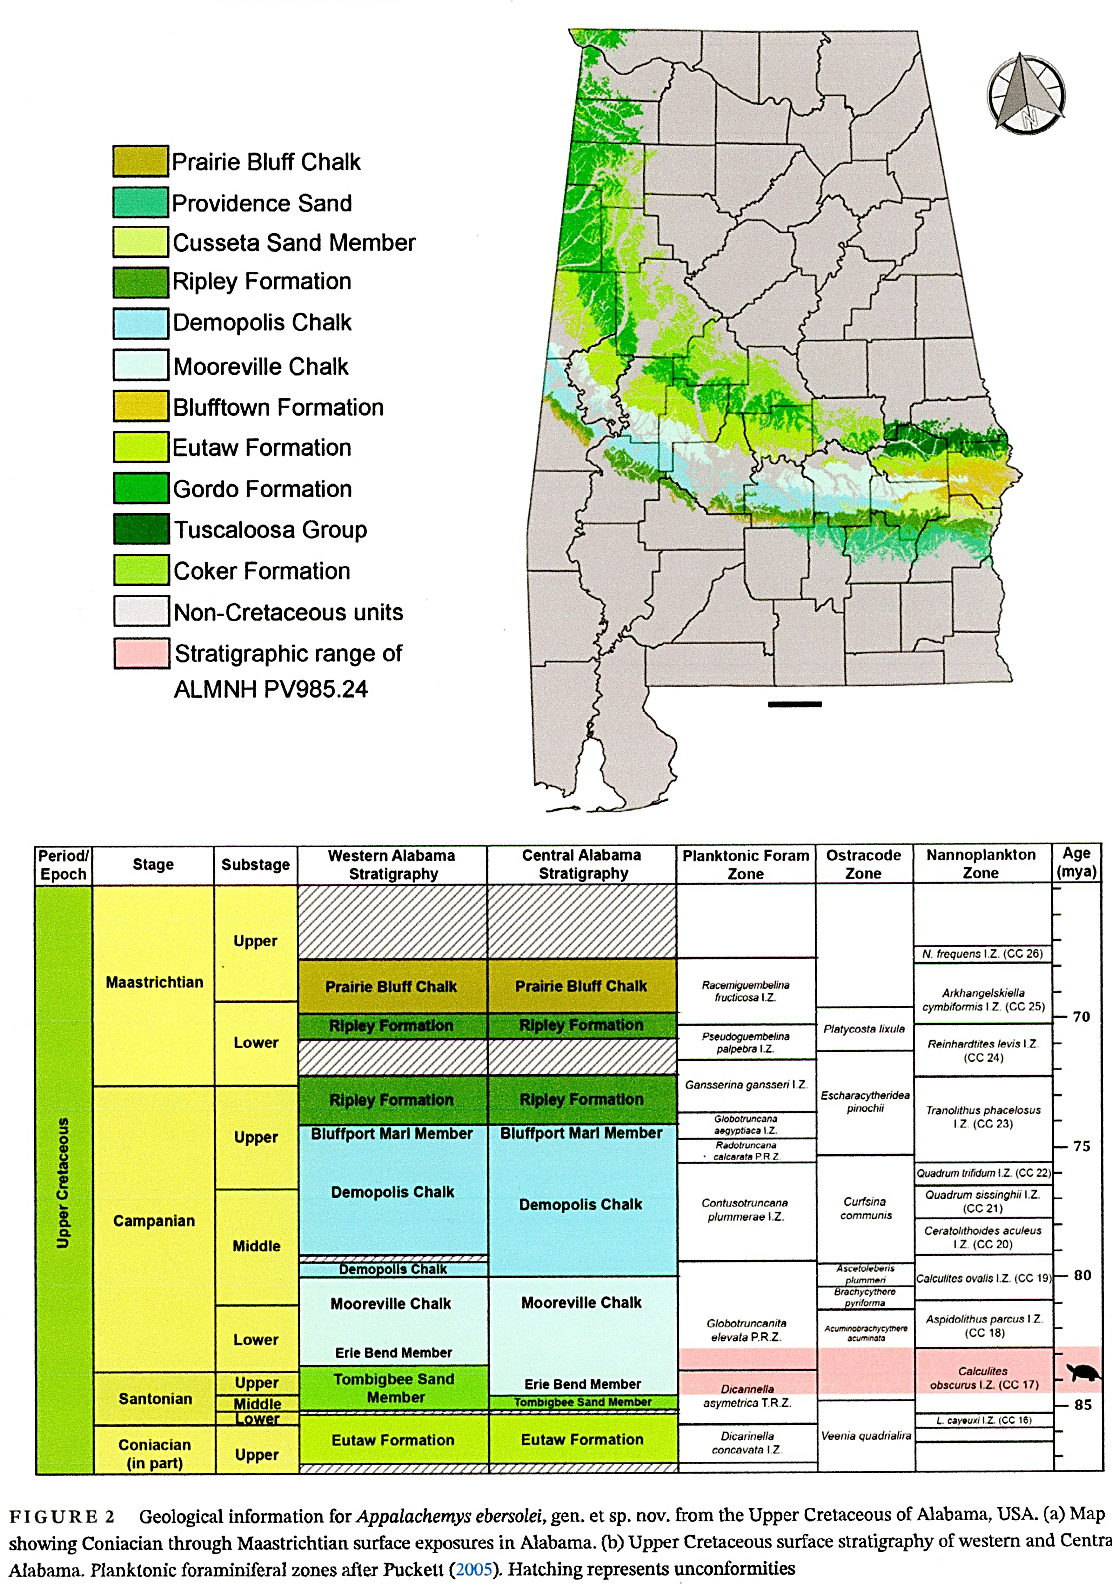 N
Prairie Bluff Chalk
Providence Sand
Cusseta Sand Member
Ripley Formation
Demopolis Chalk
Mooreville Chalk
Blufftown Formation
Eutaw Formation
Gordo Formation
Tuscaloosa Group
Coker Formation
Non-Cretaceous units
Stratigraphic range of
ALMNH PV985.24
Period/
Epoch
Stage
Substage
Western Alabama
Stratigraphy
Central Alabama
Stratigraphy
Planktonic Foram
Zone
Ostracode
Zone
Nannoplankton
Zone
Age
(mya)
Upper Cretaceous
Maastrichtian
Campanian
Santonian
Coniacian
(in part)
Upper
Lower
Upper
Middle
Lower
Upper
Middle
Lower
Upper
Prairie Bluff Chalk
Ripley Formation
Ripley Formation
Bluffport Marl Member
Demopolis Chalk
Demopolis Chalk
Mooreville Chalk
Erie Bend Member
Tombigbee Sand
Member
Eutaw Formation
Prairie Bluff Chalk
Ripley Formation
Ripley Formation
Bluffport Marl Member
Demopolis Chalk
Mooreville Chalk
Erie Bend Member
Tombigbee Sand Member
Eutaw Formation
Racemiguembelina
fructicosa I.Z.
Pseudoguembelina
palpebra I.Z.
Gansserina gansseri I.Z.
Globotruncana
aegyptiaca I.Z.
Radotruncana
calcarata P.R.Z.
Contusotruncana
plummerae I.Z.
Globotruncanita
elevata P.R.Z.
Dicannella
asymetrica T.R.Z.
Dicarinella
concavata I.Z.
Platycosta lixula
Escharacytheridea
pinochii
Curfsina
communis
Ascetoleberis
plummeri
Brachycythere
pyriforma
Acuminobrachycythere
acuminata
Veenia quadrialira
N. frequens I.Z. (CC 26)
Arkhangelskiella
cymbiformis I.Z. (CC 25)
Reinhardtites levis I.Z.
(CC 24)
Tranolithus phacelosus
I.Z. (CC 23)
Quadrum trifidum I.Z. (CC 22)
Quadrum sissinghii I.Z.
(CC 21)
Ceratolithoides aculeus
I.Z. (CC 20)
Calculites ovalis I.Z. (CC 19)
Aspidolithus parcus I.Z.
(CC 18)
Calculites
obscurus I.Z. (CC 17)
L. cayeuxi I.Z. (CC 16)
70
75
80
85
FIGURE 2 Geological information for Appalachemys ebersolei, gen. et sp. nov. from the Upper Cretaceous of Alabama, USA. (a) Map
showing Coniacian through Maastrichtian surface exposures in Alabama. (b) Upper Cretaceous surface stratigraphy of western and Centra
Alabama. Planktonic foraminiferal zones after Puckett (2005). Hatching represents unconformities